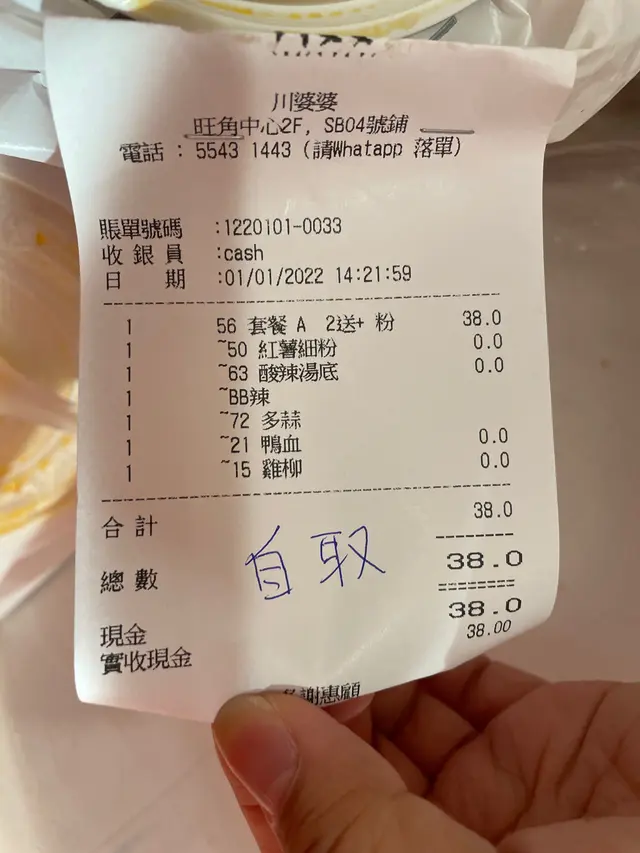 川婆婆
旺角中心2F, SB04號鋪
電話 : 5543 1443 (請Whatapp 落單)
賬單號碼 :1220101-0033
收銀員 :cash
日 期 :01/01/2022 14:21:59
1 56 套餐 A 2送+ 粉 38.0
1 ~50 紅薯細粉 0.0
1 ~63 酸辣湯底 0.0
1 ~BB辣
1 ~72 多蒜
1 ~21 鴨血 0.0
1 ~15 雞柳 0.0
合計 38.0
總數 38.0
自取
現金 38.0
實收現金 38.00
謝惠顧